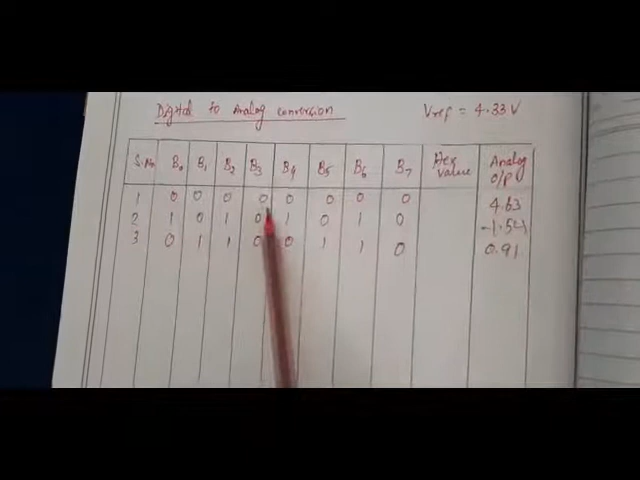 Digital to Analog conversion Vref = 4.33 V
S.No B0 B1 B2 B3 B4 B5 B6 B7 Hex value Analog O/P
1 0 0 0 0 0 0 0 0 4.63
2 1 0 1 0 1 0 1 0 -1.54
3 0 1 1 0 0 1 1 0 0.91